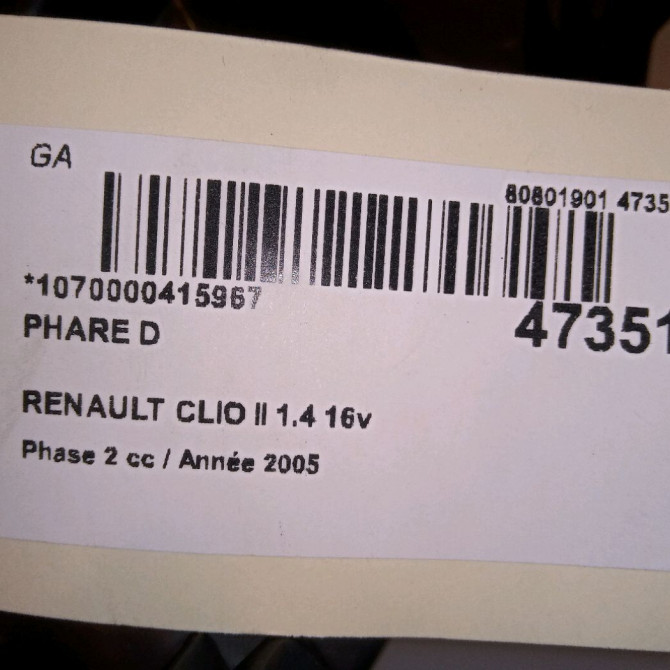 GA
80801901 4735
*1070000415967
47351
PHARE D
RENAULT CLIO II 1.4 16v
Phase 2 cc / Année 2005